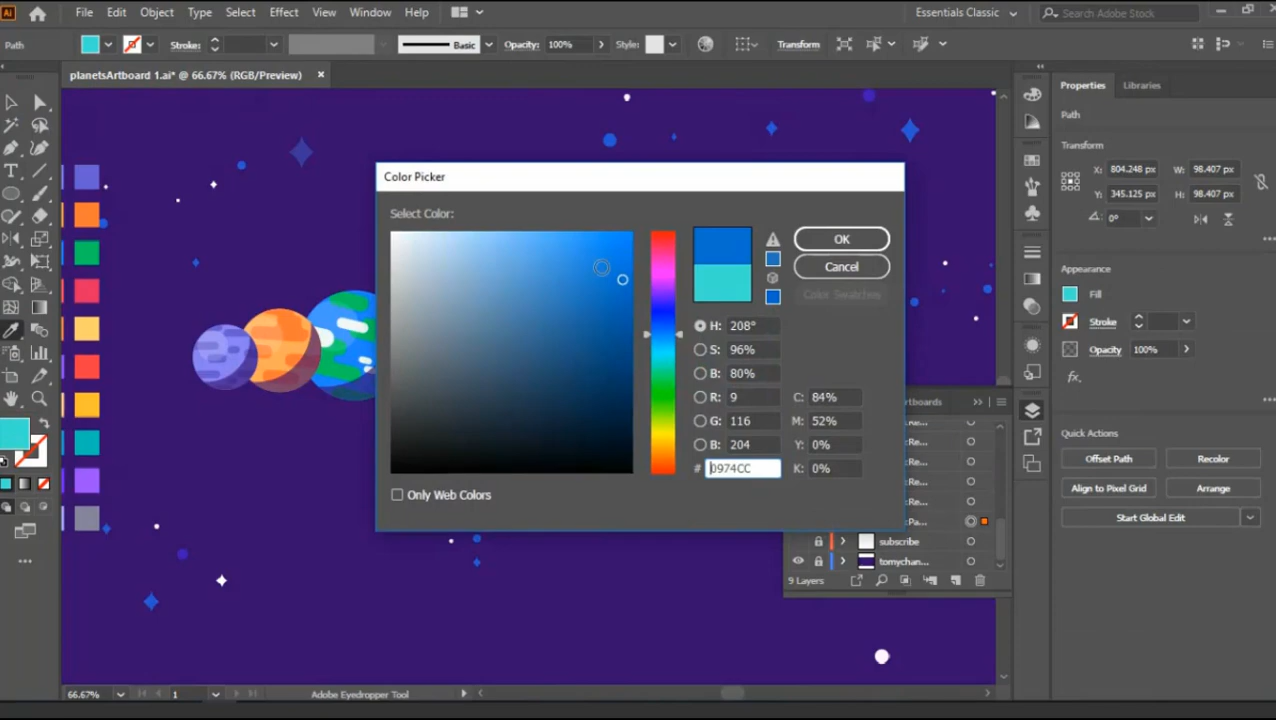 Ai File Edit Object Type Select Effect View Window Help Essentials Classic Search Adobe Stock
Path Stroke: Basic Opacity: 100% Style: Transform
planetsArtboard 1.ai* @ 66.67% (RGB/Preview) ×
Properties Libraries
Path
Transform
X: 804.248 px W: 98.407 px
Y: 345.125 px H: 98.407 px
0°
Appearance
Fill
Stroke
Opacity 100%
fx
Quick Actions
Offset Path Recolor
Align to Pixel Grid Arrange
Start Global Edit
Color Picker
Select Color:
OK
Cancel
Color Swatches
H: 208°
S: 96%
B: 80%
R: 9 C: 84%
G: 116 M: 52%
B: 204 Y: 0%
# 0974CC K: 0%
Only Web Colors
subscribe
tomychan...
9 Layers
66.67% 1 Adobe Eyedropper Tool